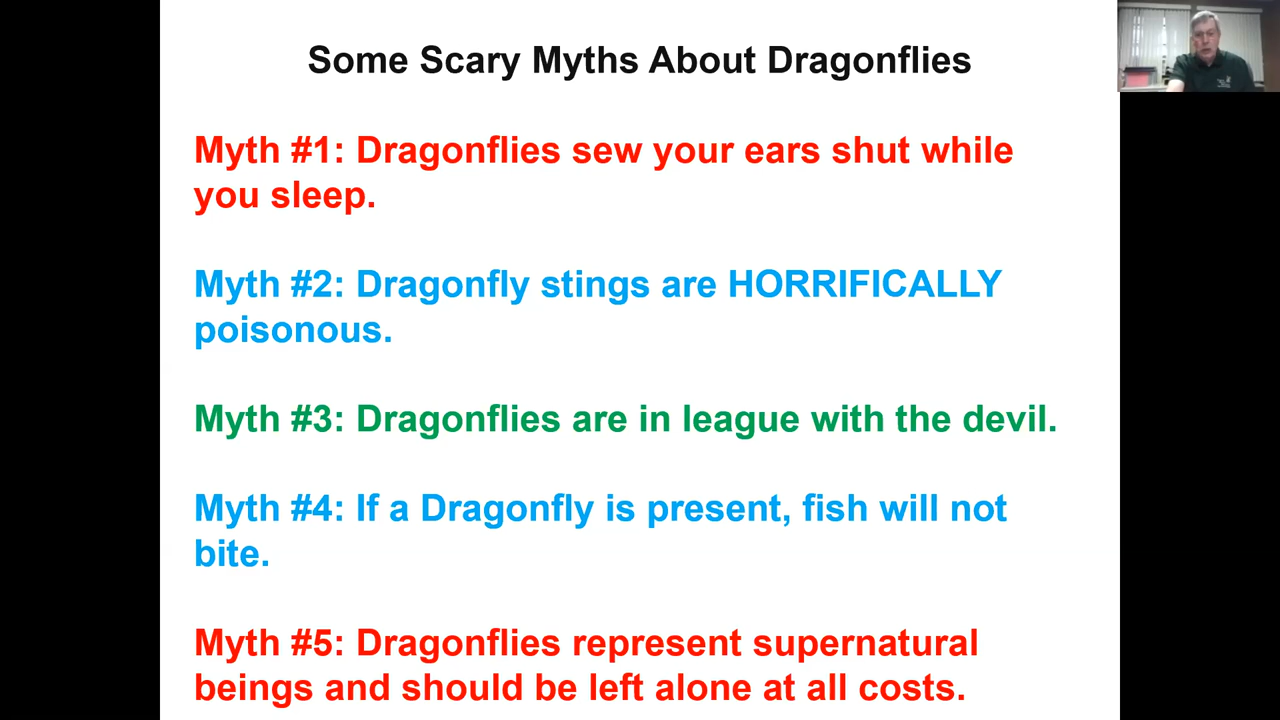 Some Scary Myths About Dragonflies
Myth #1: Dragonflies sew your ears shut while
you sleep.
Myth #2: Dragonfly stings are HORRIFICALLY
poisonous.
Myth #3: Dragonflies are in league with the devil.
Myth #4: If a Dragonfly is present, fish will not
bite.
Myth #5: Dragonflies represent supernatural
beings and should be left alone at all costs.